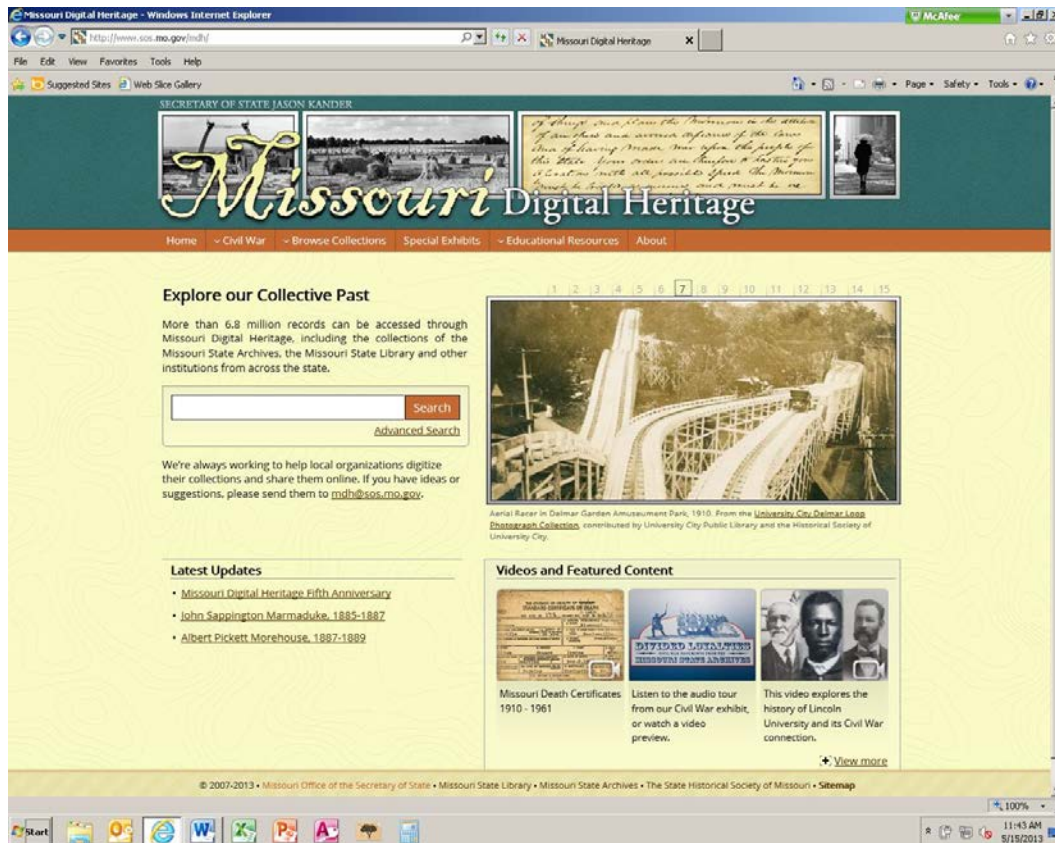 Missouri Digital Heritage - Windows Internet Explorer
McAfee
http://www.sos.mo.gov/mdh/
Missouri Digital Heritage
File Edit View Favorites Tools Help
Suggested Sites Web Slice Gallery
Page Safety Tools
SECRETARY OF STATE JASON KANDER
Missouri Digital Heritage
Home Civil War Browse Collections Special Exhibits Educational Resources About
1 2 3 4 5 6 7 8 9 10 11 12 13 14 15
Explore our Collective Past
More than 6.8 million records can be accessed through
Missouri Digital Heritage, including the collections of the
Missouri State Archives, the Missouri State Library and other
institutions from across the state.
Search
Advanced Search
We're always working to help local organizations digitize
their collections and share them online. If you have ideas or
suggestions, please send them to mdh@sos.mo.gov.
Aerial Racer in Delmar Garden Amusement Park, 1910. From the University City Delmar Loop
Photograph Collection, contributed by University City Public Library and the Historical Society of
University City.
Latest Updates
• Missouri Digital Heritage Fifth Anniversary
• John Sappington Marmaduke, 1885-1887
• Albert Pickett Morehouse, 1887-1889
Videos and Featured Content
STANDARD CERTIFICATE OF DEATH
DIVIDED LOYALTIES
MISSOURI STATE ARCHIVES
Missouri Death Certificates
1910 - 1961
Listen to the audio tour
from our Civil War exhibit,
or watch a video
preview.
This video explores the
history of Lincoln
University and its Civil War
connection.
View more
© 2007-2013 • Missouri Office of the Secretary of State • Missouri State Library • Missouri State Archives • The State Historical Society of Missouri • Sitemap
100%
Start
11:43 AM
5/15/2013